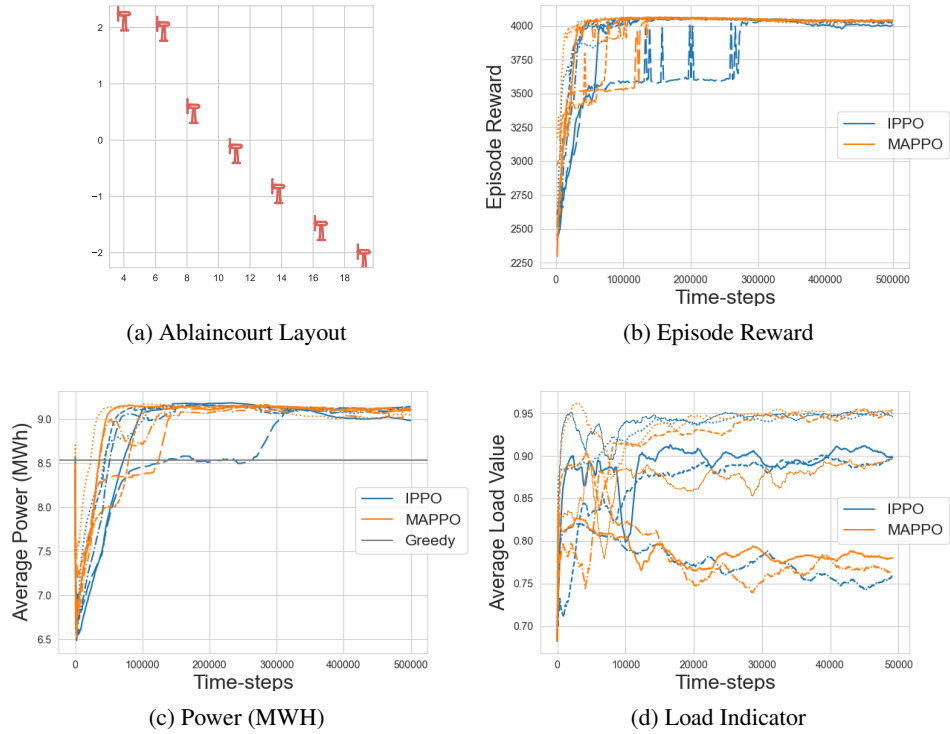 2
1
0
−1
−2
4 6 8 10 12 14 16 18
(a) Ablaincourt Layout
Episode Reward
4000
3750
3500
3250
3000
2750
2500
2250
IPPO
MAPPO
0 100000 200000 300000 400000 500000
Time-steps
(b) Episode Reward
Average Power (MWh)
9.0
8.5
8.0
7.5
7.0
6.5
IPPO
MAPPO
Greedy
0 100000 200000 300000 400000 500000
Time-steps
(c) Power (MWH)
Average Load Value
0.95
0.90
0.85
0.80
0.75
0.70
IPPO
MAPPO
0 10000 20000 30000 40000 50000
Time-steps
(d) Load Indicator